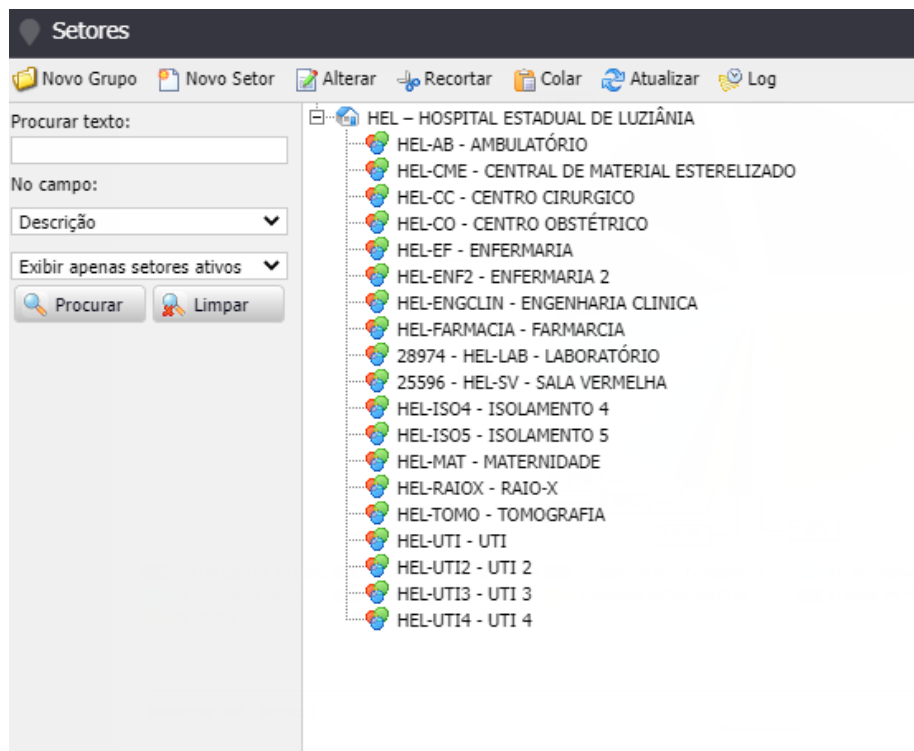 Setores
Novo Grupo Novo Setor Alterar Recortar Colar Atualizar Log
Procurar texto:
No campo:
Descrição
Exibir apenas setores ativos
Procurar Limpar
HEL – HOSPITAL ESTADUAL DE LUZIÂNIA
HEL-AB - AMBULATÓRIO
HEL-CME - CENTRAL DE MATERIAL ESTERELIZADO
HEL-CC - CENTRO CIRURGICO
HEL-CO - CENTRO OBSTÉTRICO
HEL-EF - ENFERMARIA
HEL-ENF2 - ENFERMARIA 2
HEL-ENGCLIN - ENGENHARIA CLINICA
HEL-FARMACIA - FARMARCIA
28974 - HEL-LAB - LABORATÓRIO
25596 - HEL-SV - SALA VERMELHA
HEL-ISO4 - ISOLAMENTO 4
HEL-ISO5 - ISOLAMENTO 5
HEL-MAT - MATERNIDADE
HEL-RAIOX - RAIO-X
HEL-TOMO - TOMOGRAFIA
HEL-UTI - UTI
HEL-UTI2 - UTI 2
HEL-UTI3 - UTI 3
HEL-UTI4 - UTI 4